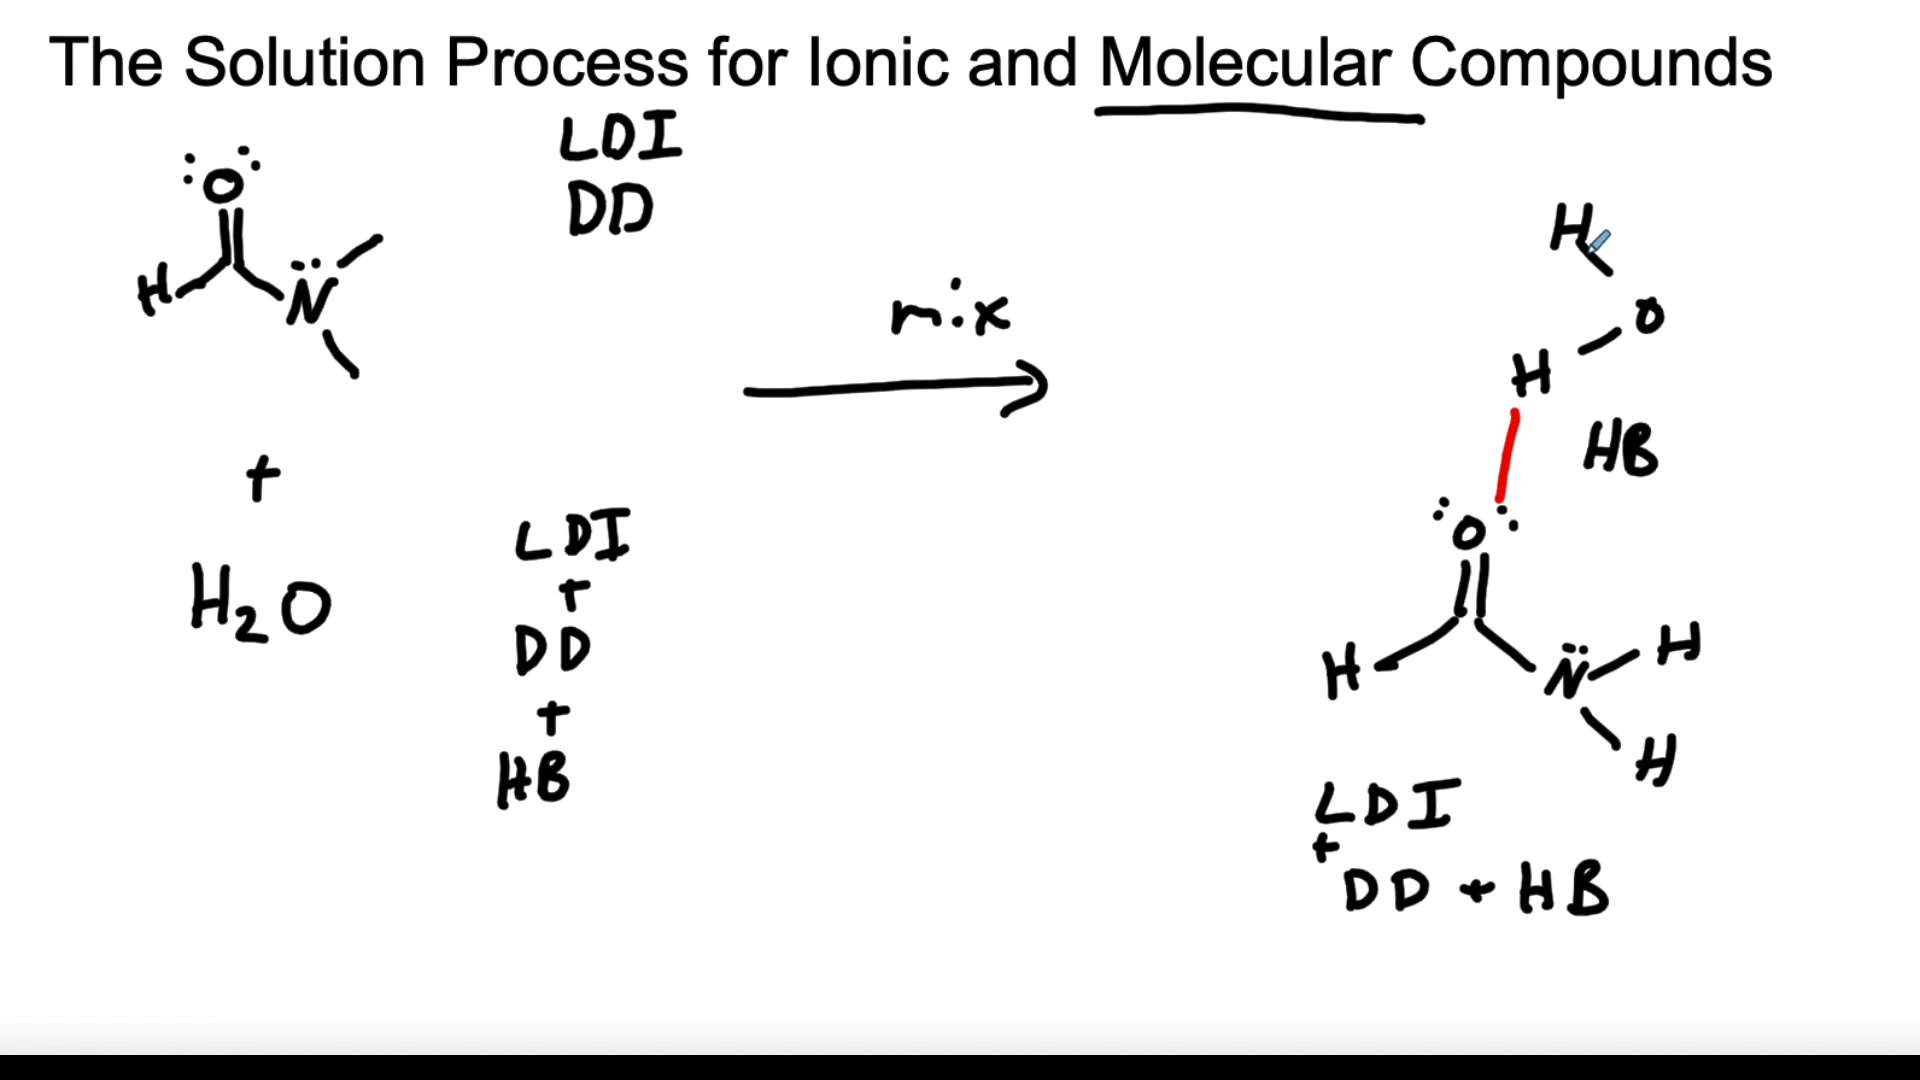 The Solution Process for Ionic and Molecular Compounds
LDI
DD
:O:
H
N
+
H2O
LDI
+
DD
+
HB
mix
H
O
H
HB
:O:
H
N
H
H
LDI
+
DD + HB